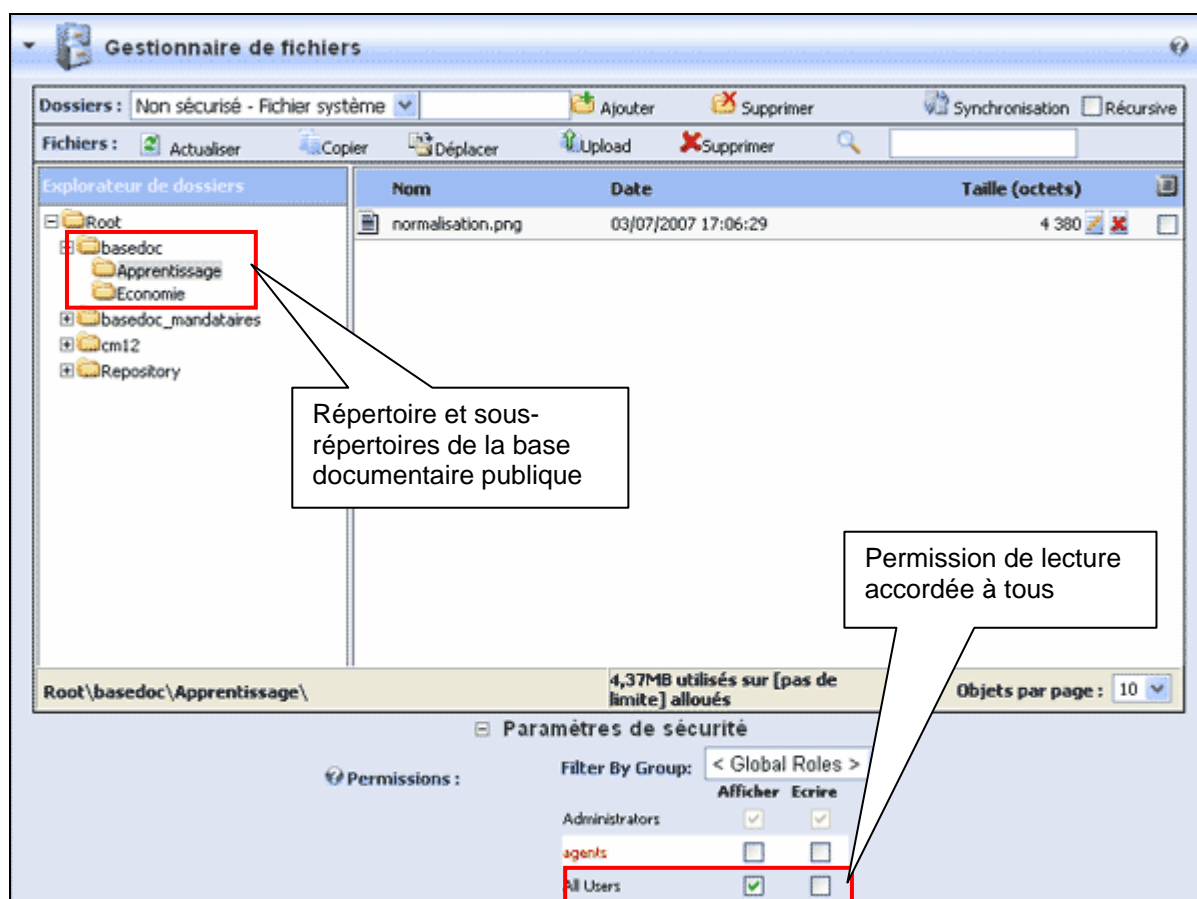 Gestionnaire de fichiers
Dossiers : Non sécurisé - Fichier système Ajouter Supprimer Synchronisation Récursive
Fichiers : Actualiser Copier Déplacer Upload Supprimer
Explorateur de dossiers Nom Date Taille (octets)
Root
basedoc
Apprentissage
Economie
basedoc_mandataires
cm12
Repository
normalisation.png 03/07/2007 17:06:29 4 380
Répertoire et sous-
répertoires de la base
documentaire publique
Permission de lecture
accordée à tous
Root\basedoc\Apprentissage\ 4,37MB utilisés sur [pas de
limite] alloués
Objets par page : 10
Paramètres de sécurité
Permissions :
Filter By Group: < Global Roles >
Afficher Ecrire
Administrators
agents
All Users